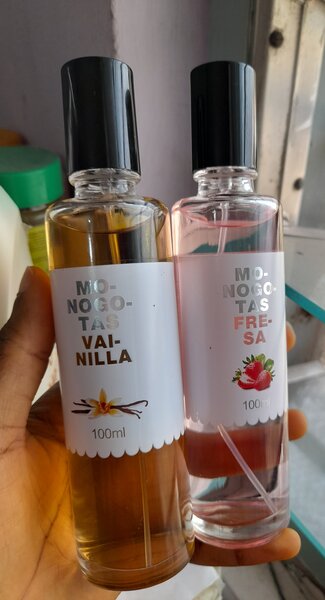 MO-
NOGO-
TAS
VAI-
NILLA
100ml
MO-
NOGO-
TAS
FRE-
SA
100ml